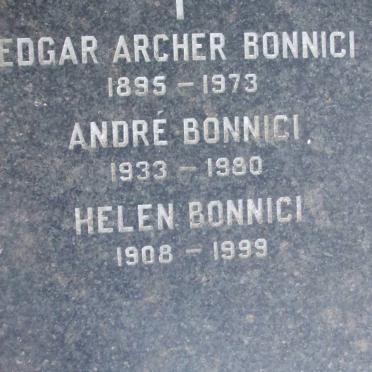 EDGAR ARCHER BONNICI
1895 - 1973
ANDRÉ BONNICI
1933 - 1980
HELEN BONNICI
1908 - 1999